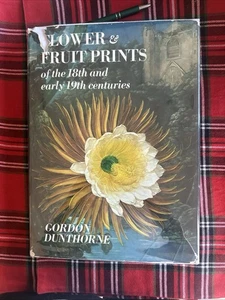 FLOWER &
FRUIT PRINTS
of the 18th and
early 19th centuries
GORDON
DUNTHORNE